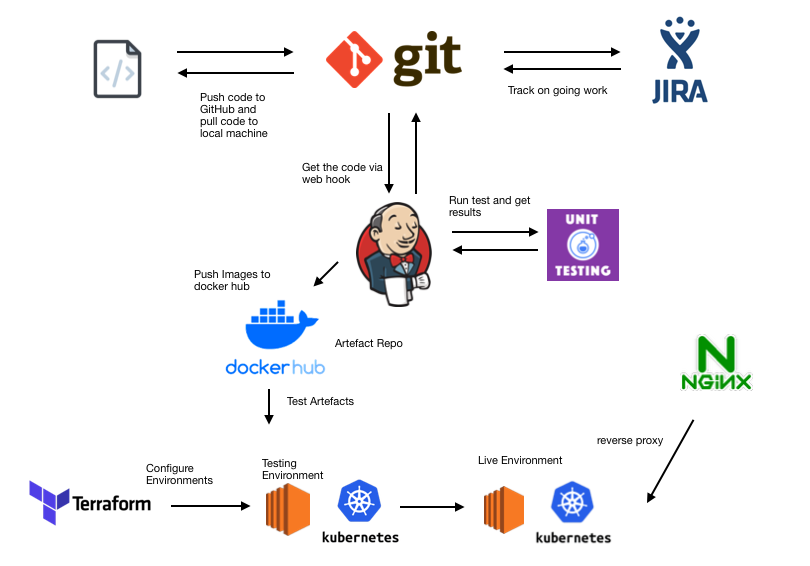 </>
git
JIRA
Push code to
GitHub and
pull code to
local machine
Track on going work
Get the code via
web hook
Run test and get
results
UNIT
TESTING
Push Images to
docker hub
docker hub
Artefact Repo
NGINX
Test Artefacts
reverse proxy
Configure
Environments
Testing
Environment
Live Environment
Terraform
kubernetes
kubernetes